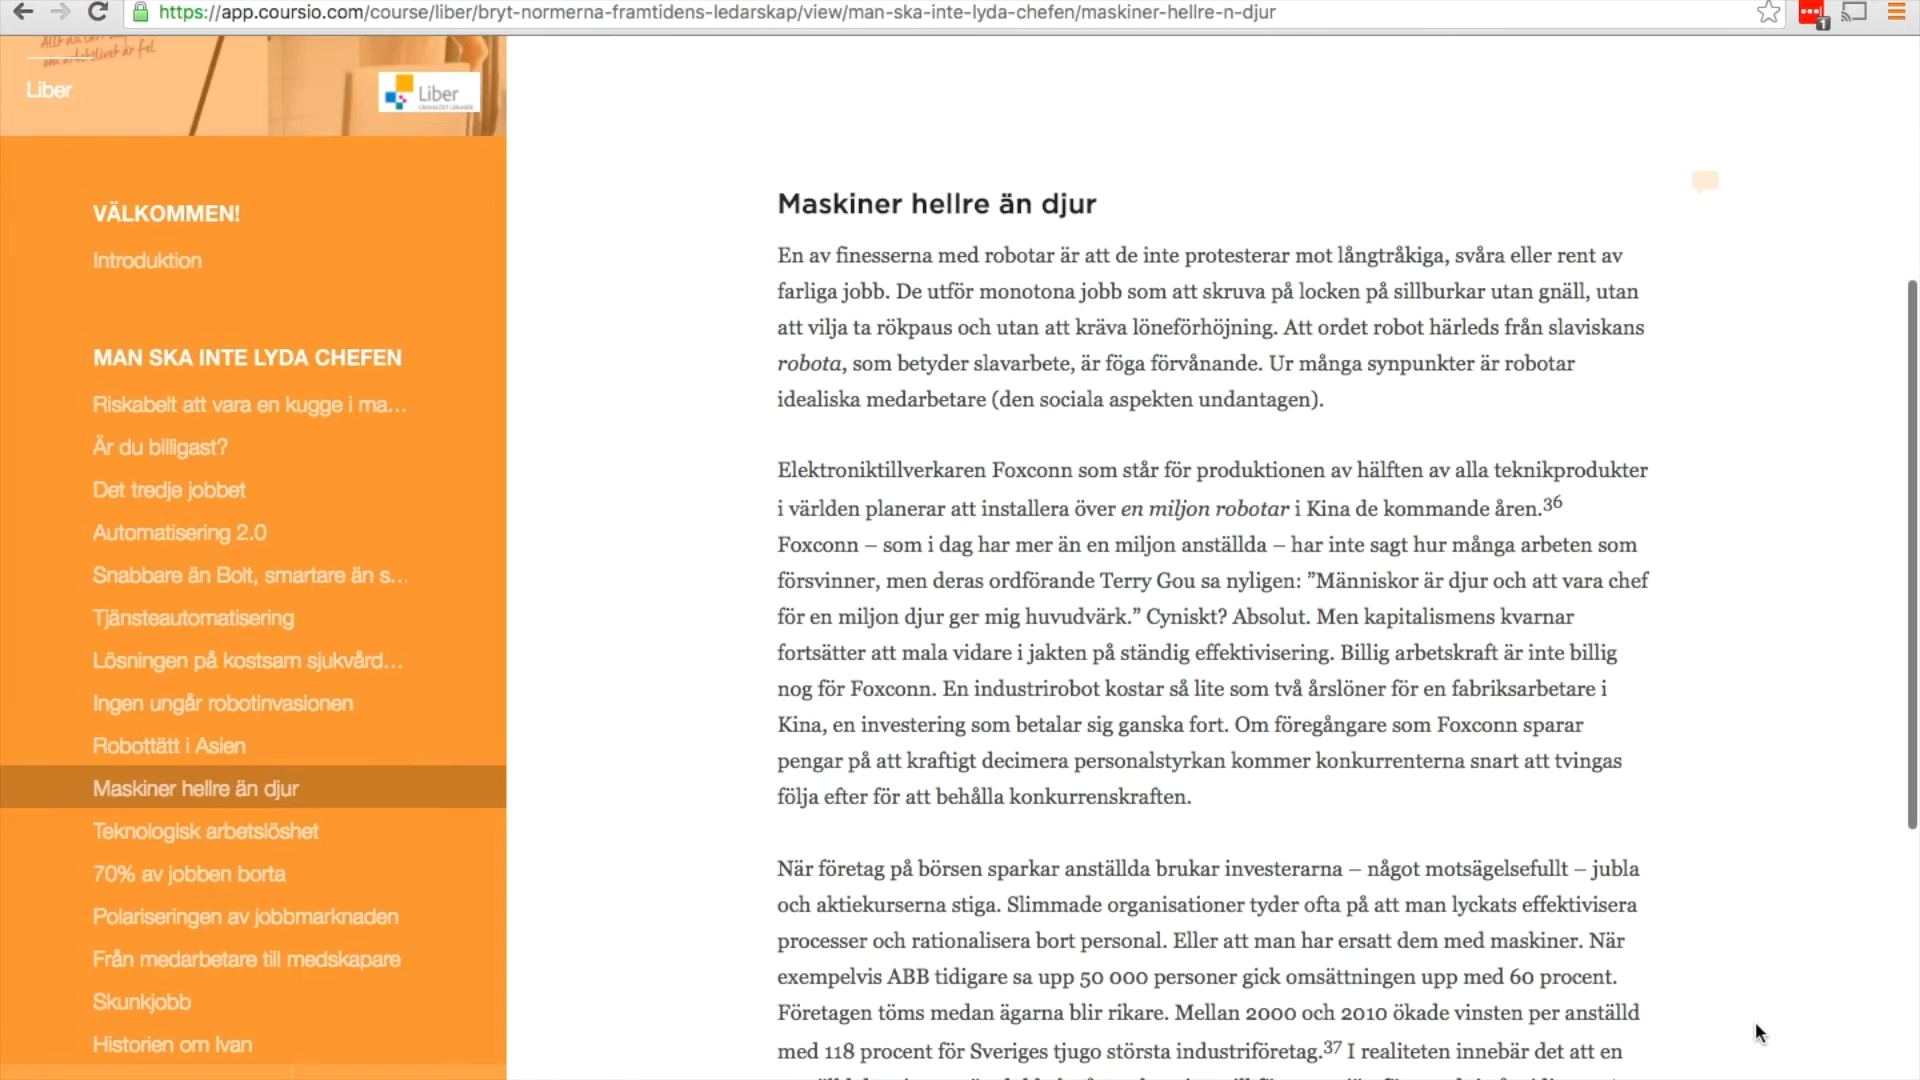 https://app.coursio.com/course/liber/bryt-normerna-framtidens-ledarskap/view/man-ska-inte-lyda-chefen/maskiner-hellre-n-djur
1
Liber
Liber
VÄLKOMMEN!
Introduktion
MAN SKA INTE LYDA CHEFEN
Riskabelt att vara en kugge i ma...
Är du billigast?
Det tredje jobbet
Automatisering 2.0
Snabbare än Bolt, smartare än s...
Tjänsteautomatisering
Lösningen på kostsam sjukvård...
Ingen ungår robotinvasionen
Robottätt i Asien
Maskiner hellre än djur
Teknologisk arbetslöshet
70% av jobben borta
Polariseringen av jobbmarknaden
Från medarbetare till medskapare
Skunkjobb
Historien om Ivan
Maskiner hellre än djur
En av finesserna med robotar är att de inte protesterar mot långtråkiga, svåra eller rent av
farliga jobb. De utför monotona jobb som att skruva på locken på sillburkar utan gnäll, utan
att vilja ta rökpaus och utan att kräva löneförhöjning. Att ordet robot härleds från slaviskans
robota, som betyder slavarbete, är föga förvånande. Ur många synpunkter är robotar
idealiska medarbetare (den sociala aspekten undantagen).
Elektroniktillverkaren Foxconn som står för produktionen av hälften av alla teknikprodukter
i världen planerar att installera över en miljon robotar i Kina de kommande åren.36
Foxconn – som i dag har mer än en miljon anställda – har inte sagt hur många arbeten som
försvinner, men deras ordförande Terry Gou sa nyligen: ”Människor är djur och att vara chef
för en miljon djur ger mig huvudvärk.” Cyniskt? Absolut. Men kapitalismens kvarnar
fortsätter att mala vidare i jakten på ständig effektivisering. Billig arbetskraft är inte billig
nog för Foxconn. En industrirobot kostar så lite som två årslöner för en fabriksarbetare i
Kina, en investering som betalar sig ganska fort. Om föregångare som Foxconn sparar
pengar på att kraftigt decimera personalstyrkan kommer konkurrenterna snart att tvingas
följa efter för att behålla konkurrenskraften.
När företag på börsen sparkar anställda brukar investerarna – något motsägelsefullt – jubla
och aktiekurserna stiga. Slimmade organisationer tyder ofta på att man lyckats effektivisera
processer och rationalisera bort personal. Eller att man har ersatt dem med maskiner. När
exempelvis ABB tidigare sa upp 50 000 personer gick omsättningen upp med 60 procent.
Företagen töms medan ägarna blir rikare. Mellan 2000 och 2010 ökade vinsten per anställd
med 118 procent för Sveriges tjugo största industriföretag.37 I realiteten innebär det att en